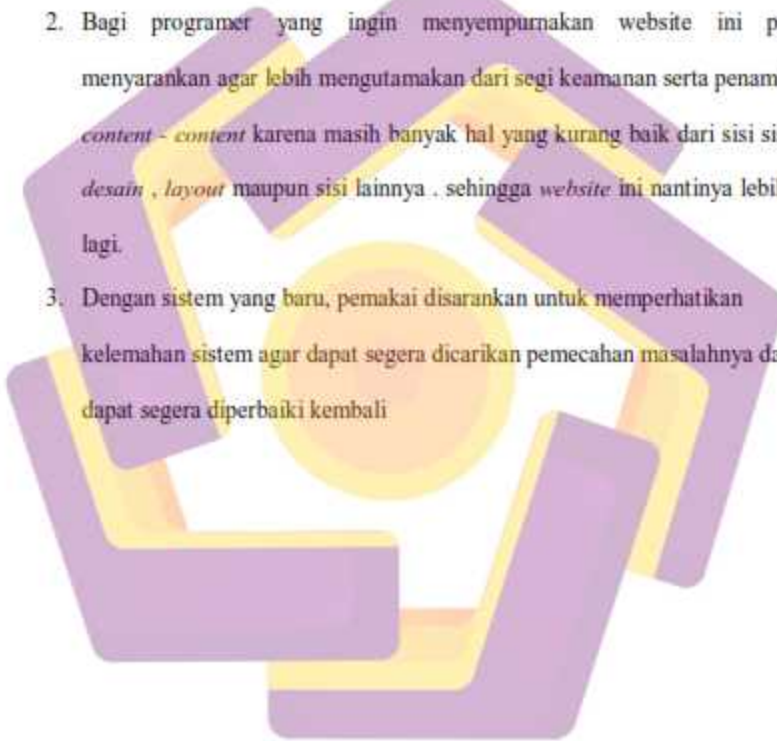 2. Bagi programer yang ingin menyempurnakan website ini
menyarankan agar lebih mengutamakan dari segi keamanan serta
content - content karena masih banyak hal yang kurang baik dari sisi
desain , layout maupun sisi lainnya . sehingga website ini nantinya
lagi.
3. Dengan sistem yang baru, pemakai disarankan untuk memperhatikan
kelemahan sistem agar dapat segera dicarikan pemecahan masalahnya
dapat segera diperbaiki kembali